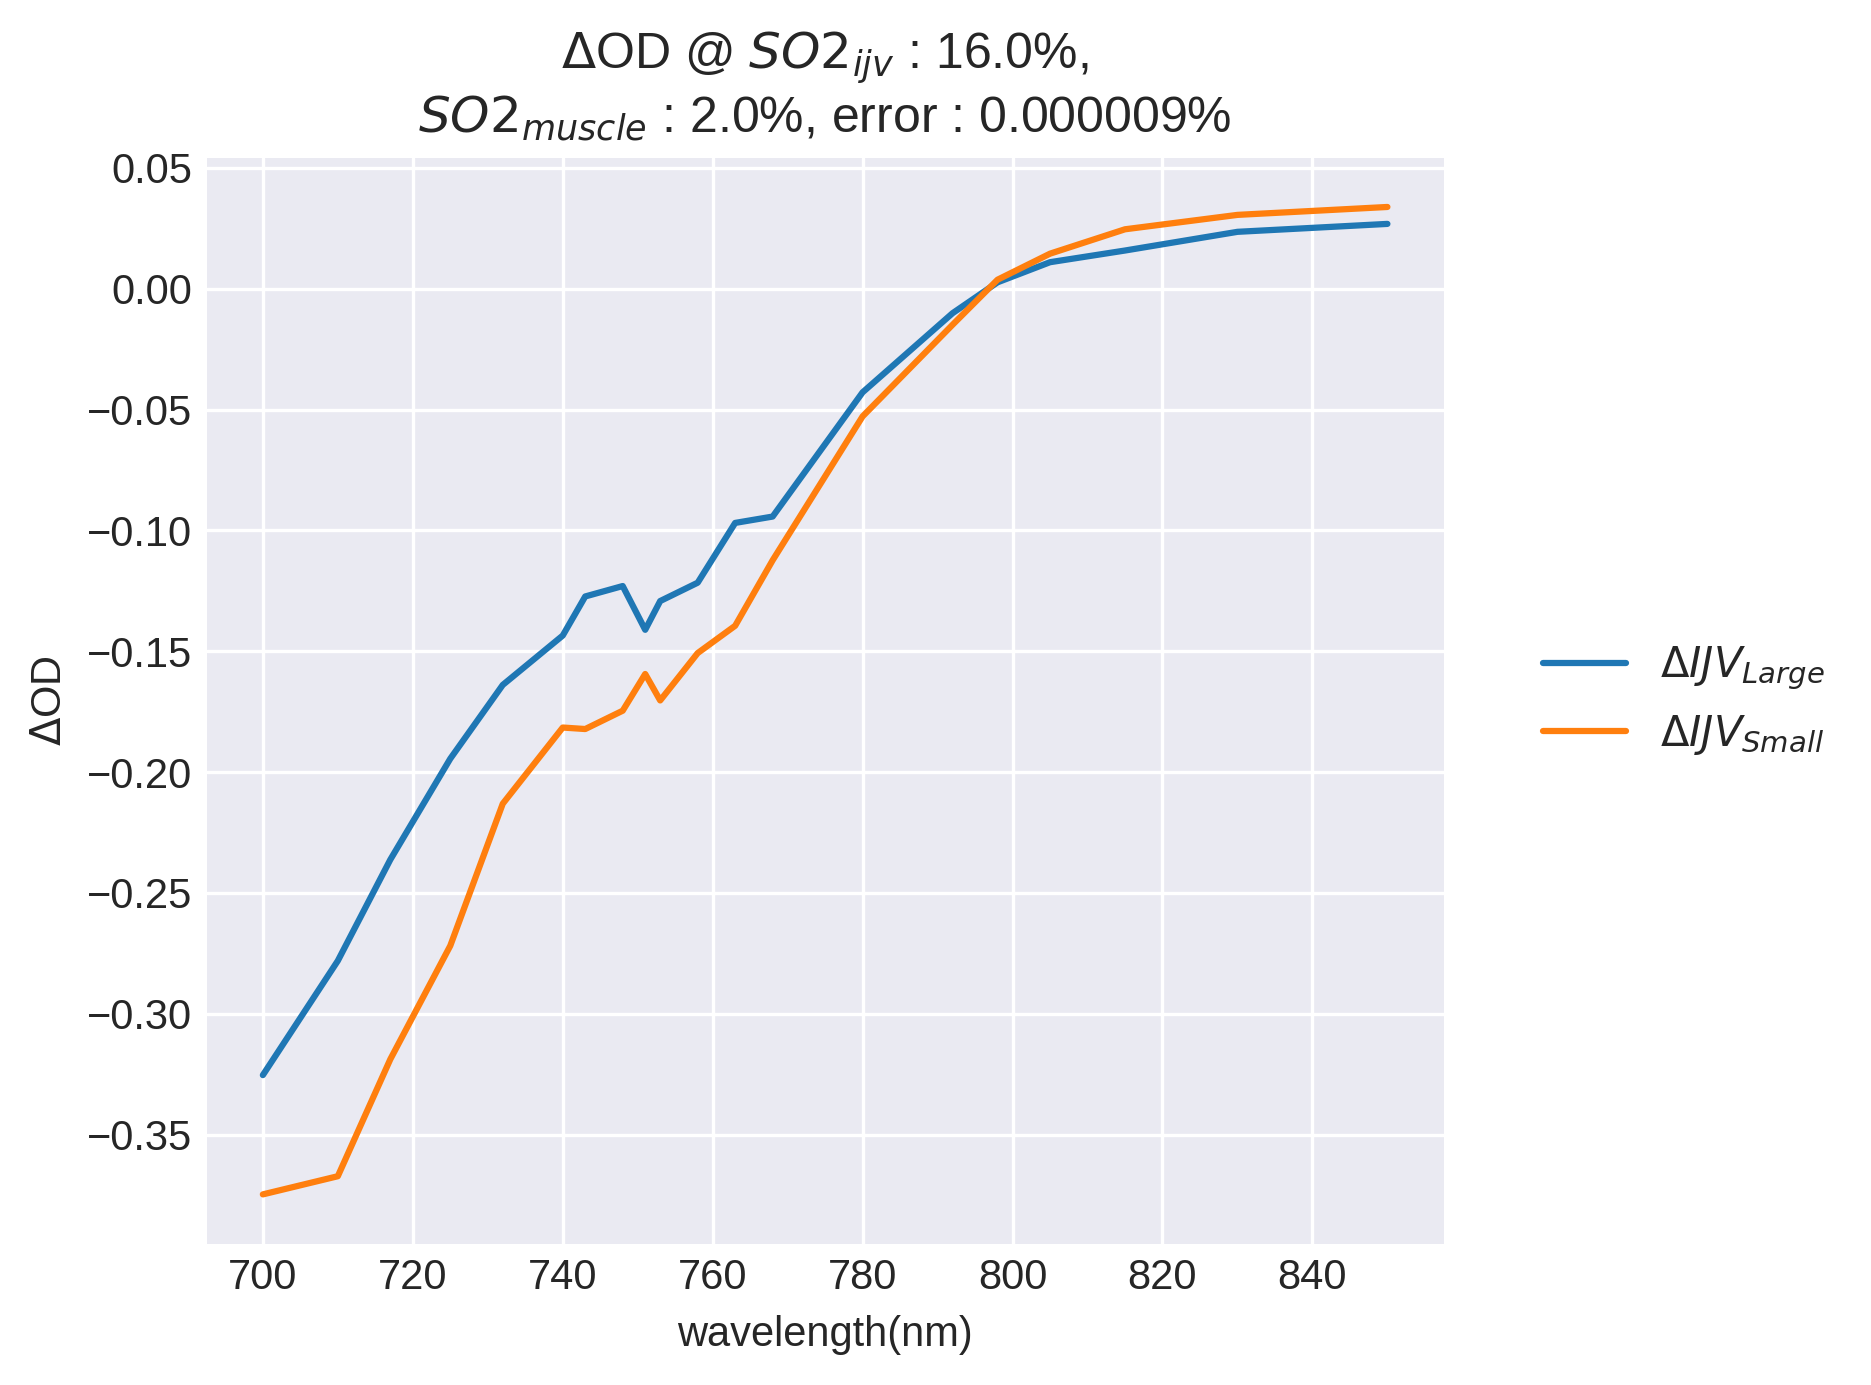 ΔOD @ SO2ijv : 16.0%,
SO2muscle : 2.0%, error : 0.000009%
0.05
0.00
−0.05
−0.10
−0.15
−0.20
−0.25
−0.30
−0.35
ΔOD
700 720 740 760 780 800 820 840
wavelength(nm)
ΔIJVLarge
ΔIJVSmall